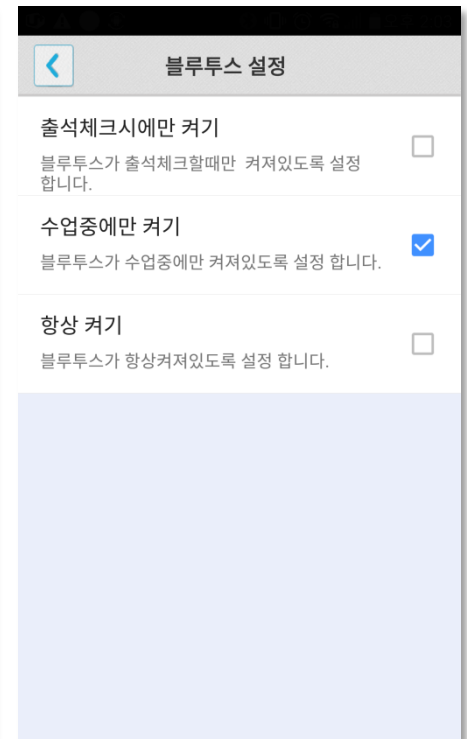 블루투스 설정
출석체크시에만 켜기
블루투스가 출석체크할때만 켜져있도록 설정
합니다.
수업중에만 켜기
블루투스가 수업중에만 켜져있도록 설정 합니다.
항상 켜기
블루투스가 항상켜져있도록 설정 합니다.